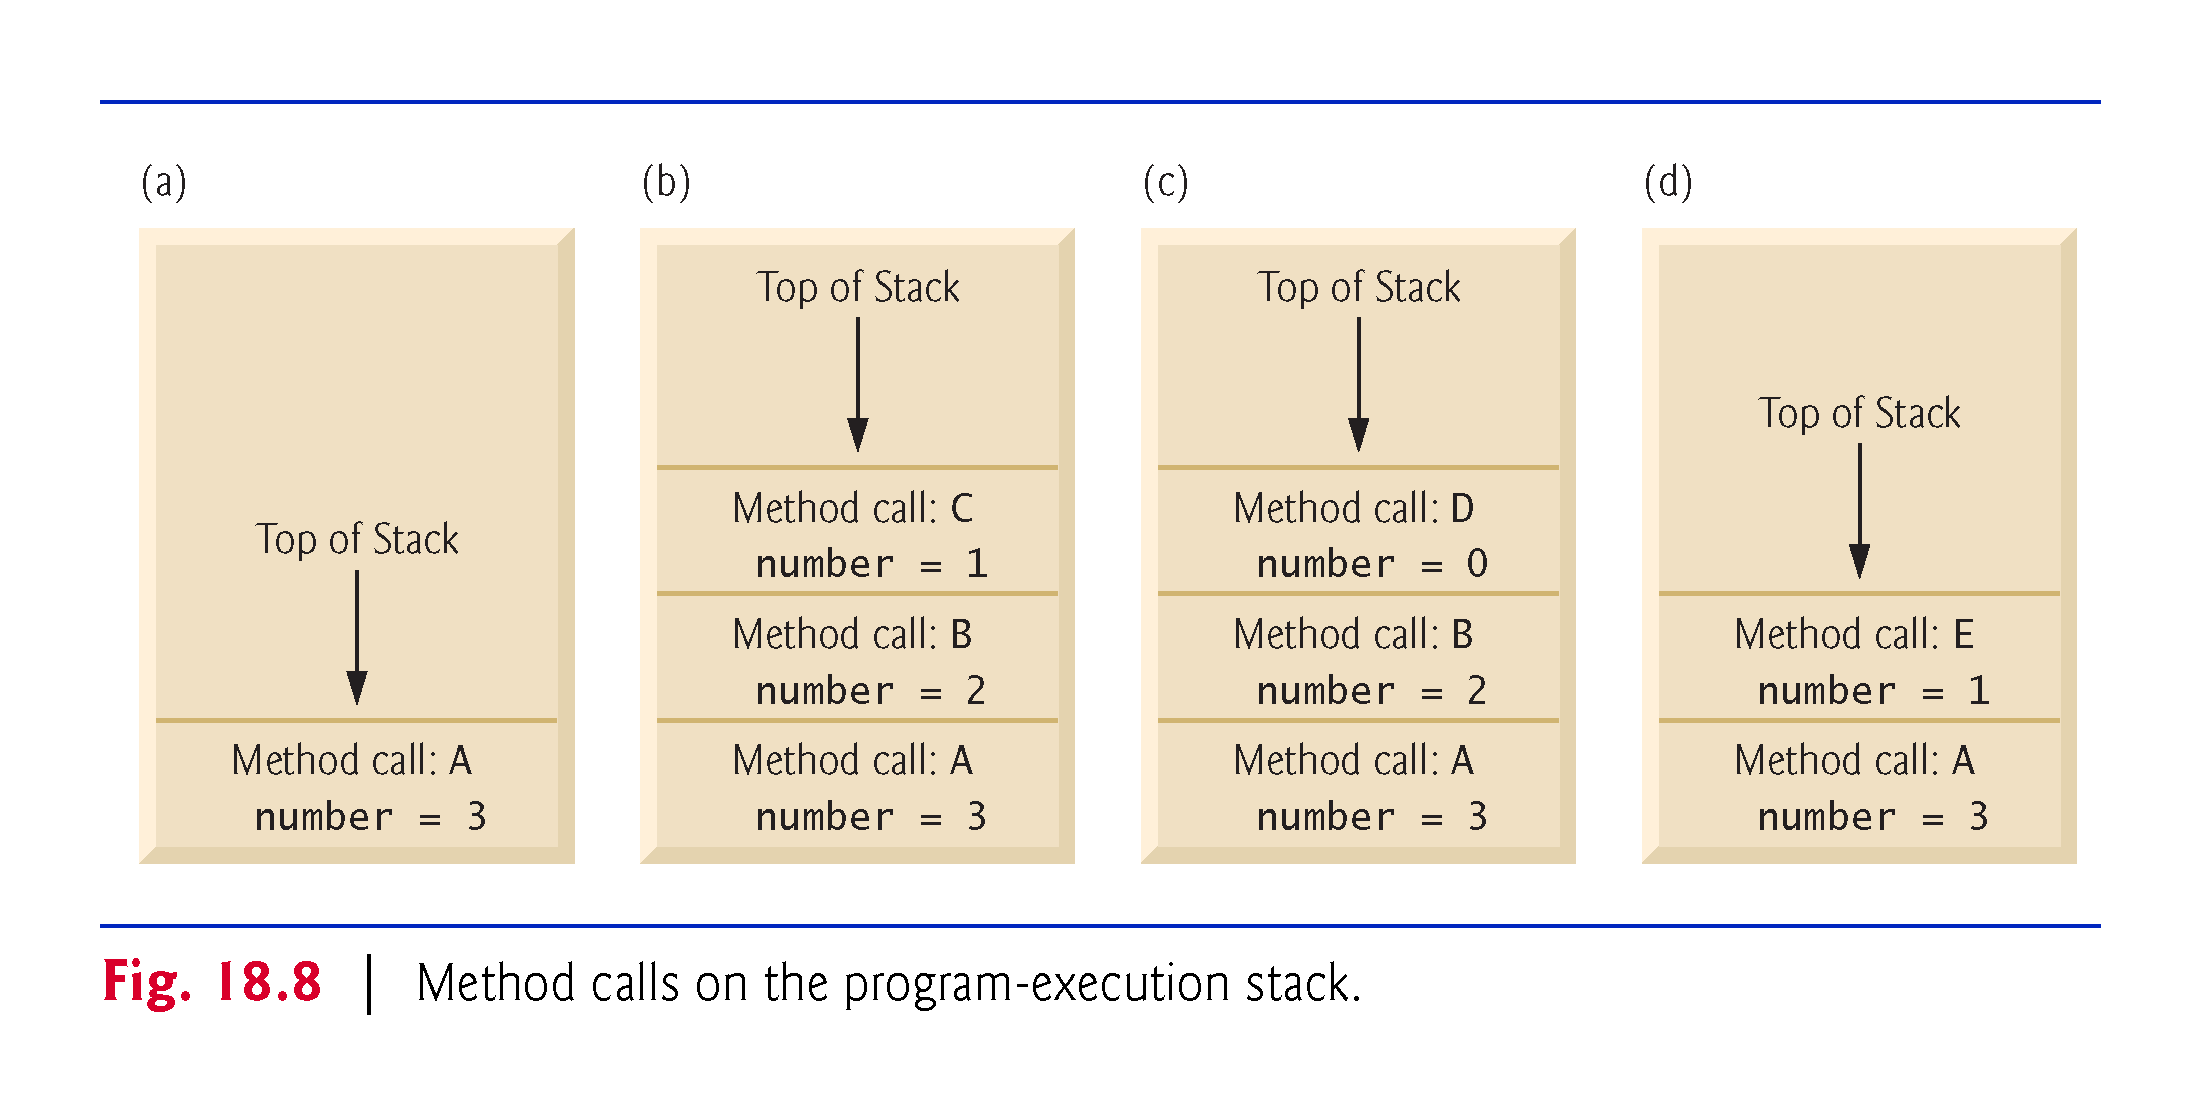 (a)
Top of Stack
Method call: A
number = 3
(b)
Top of Stack
Method call: C
number = 1
Method call: B
number = 2
Method call: A
number = 3
(c)
Top of Stack
Method call: D
number = 0
Method call: B
number = 2
Method call: A
number = 3
(d)
Top of Stack
Method call: E
number = 1
Method call: A
number = 3
Fig. 18.8 | Method calls on the program-execution stack.